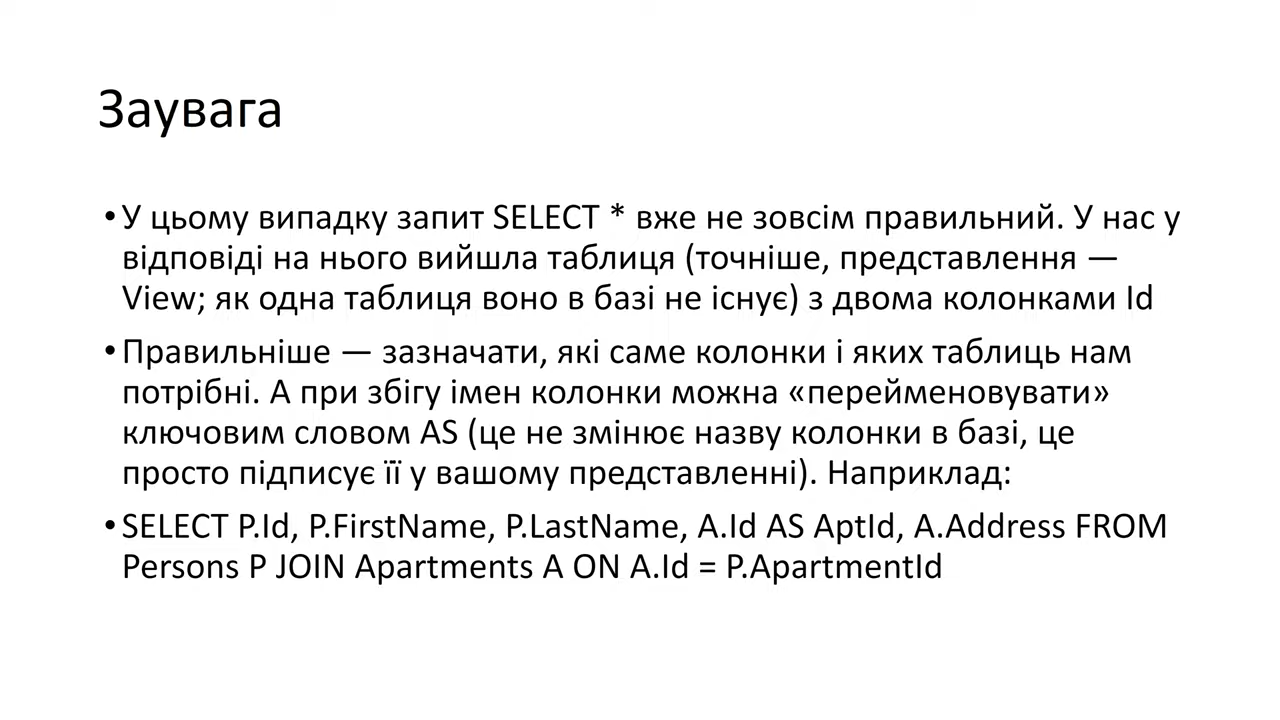 Заувага
• У цьому випадку запит SELECT * вже не зовсім правильний. У нас у
відповіді на нього вийшла таблиця (точніше, представлення —
View; як одна таблиця воно в базі не існує) з двома колонками Id
• Правильніше — зазначати, які саме колонки і яких таблиць нам
потрібні. А при збігу імен колонки можна «перейменовувати»
ключовим словом AS (це не змінює назву колонки в базі, це
просто підписує її у вашому представленні). Наприклад:
• SELECT P.Id, P.FirstName, P.LastName, A.Id AS AptId, A.Address FROM
Persons P JOIN Apartments A ON A.Id = P.ApartmentId